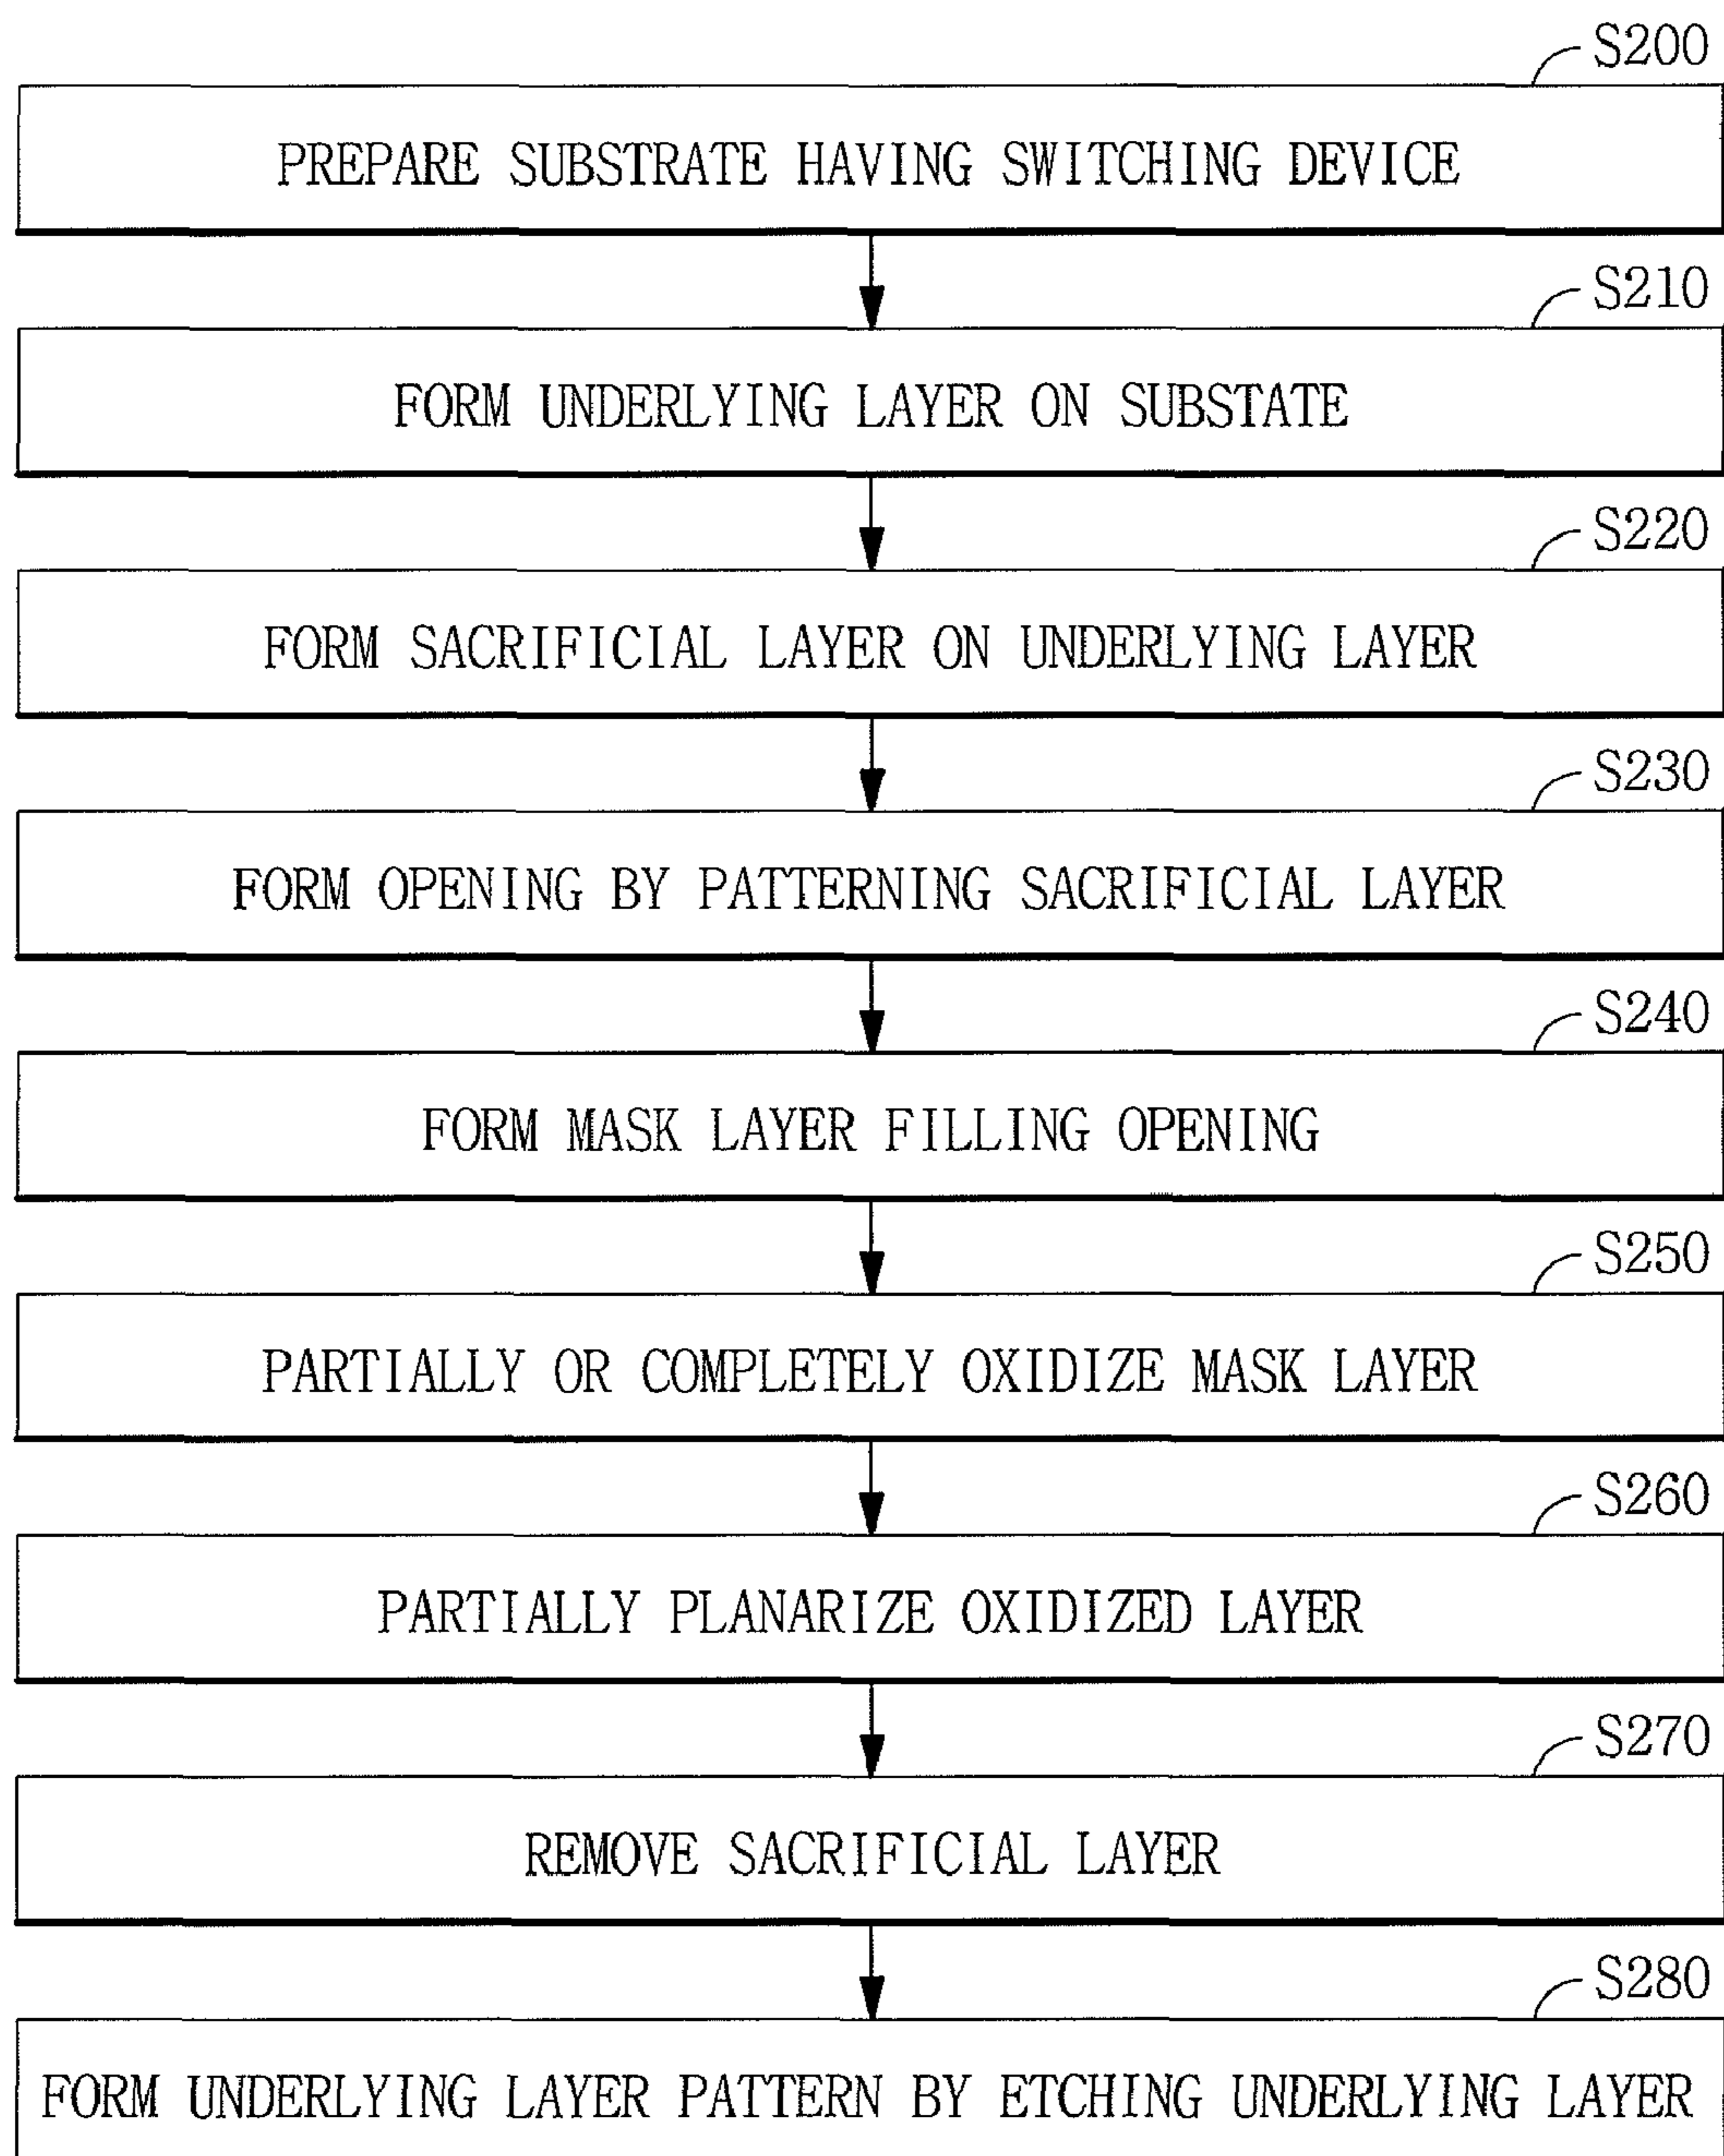 S200
PREPARE SUBSTRATE HAVING SWITCHING DEVICE
S210
FORM UNDERLYING LAYER ON SUBSTATE
S220
FORM SACRIFICIAL LAYER ON UNDERLYING LAYER
S230
FORM OPENING BY PATTERNING SACRIFICIAL LAYER
S240
FORM MASK LAYER FILLING OPENING
S250
PARTIALLY OR COMPLETELY OXIDIZE MASK LAYER
S260
PARTIALLY PLANARIZE OXIDIZED LAYER
S270
REMOVE SACRIFICIAL LAYER
S280
FORM UNDERLYING LAYER PATTERN BY ETCHING UNDERLYING LAYER